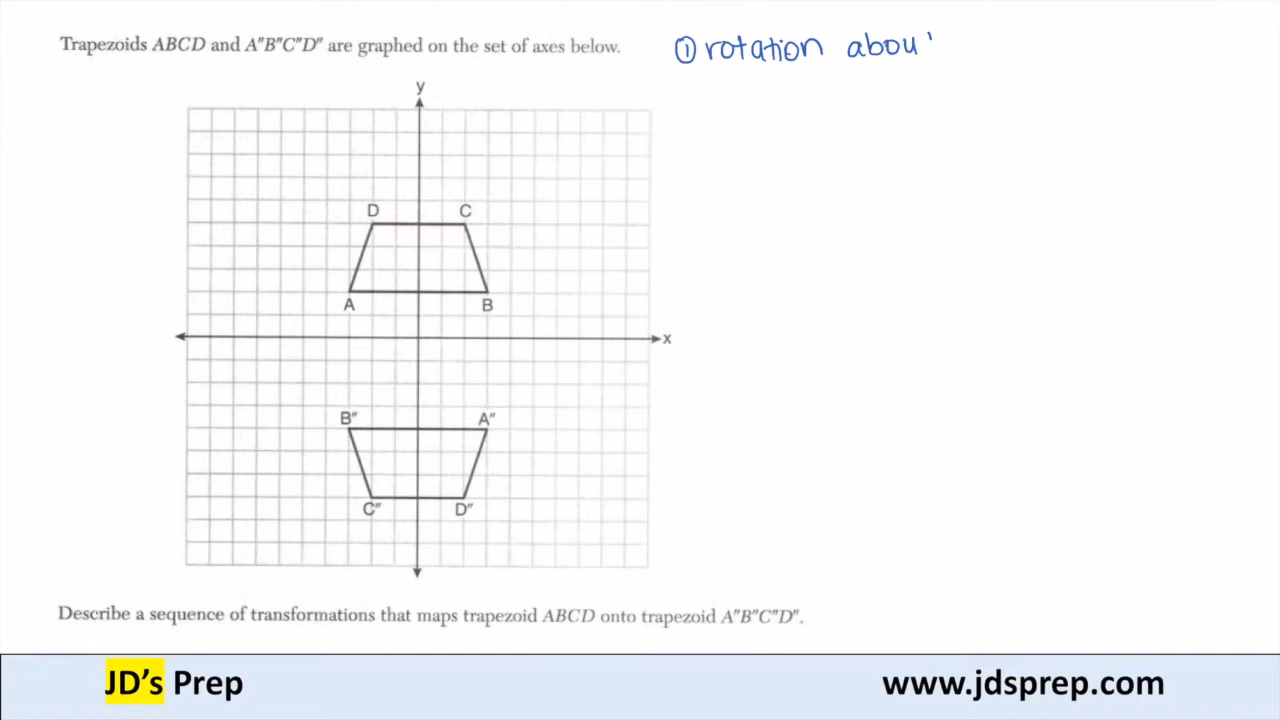 Trapezoids ABCD and A″B″C″D″ are graphed on the set of axes below.
① rotation abou
y
D C
A B
x
B″ A″
C″ D″
Describe a sequence of transformations that maps trapezoid ABCD onto trapezoid A″B″C″D″.
JD's Prep
www.jdsprep.com